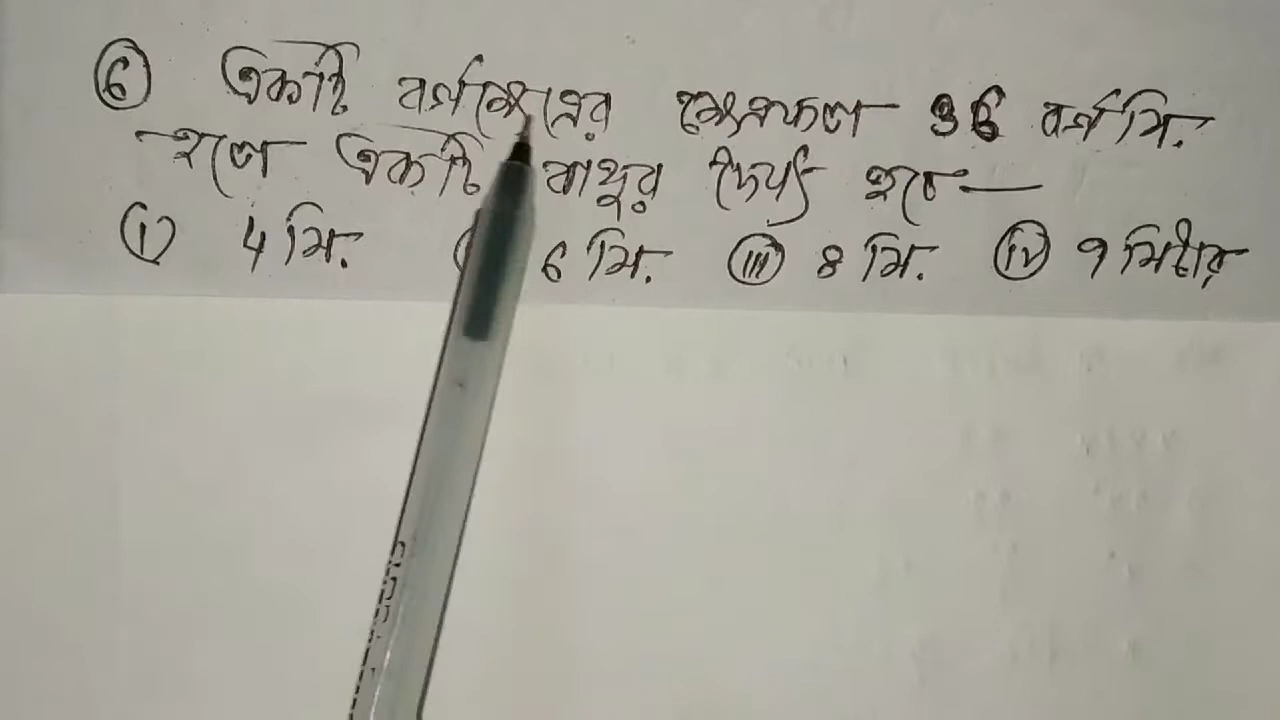 ⑥ একটি বর্গক্ষেত্রের ক্ষেত্রফল 36 বর্গমি.
হলে একটি বাহুর দৈর্ঘ্য হবে—
(i) 4 মি. 6 মি. (iii) 8 মি. (iv) 9 মিটার